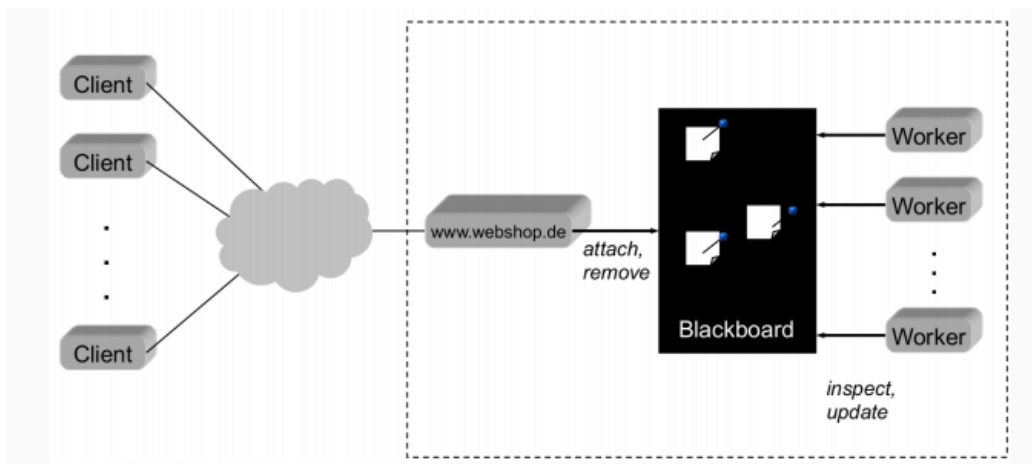 Client
Client
Client
www.webshop.de
attach,
remove
Blackboard
Worker
Worker
Worker
inspect,
update